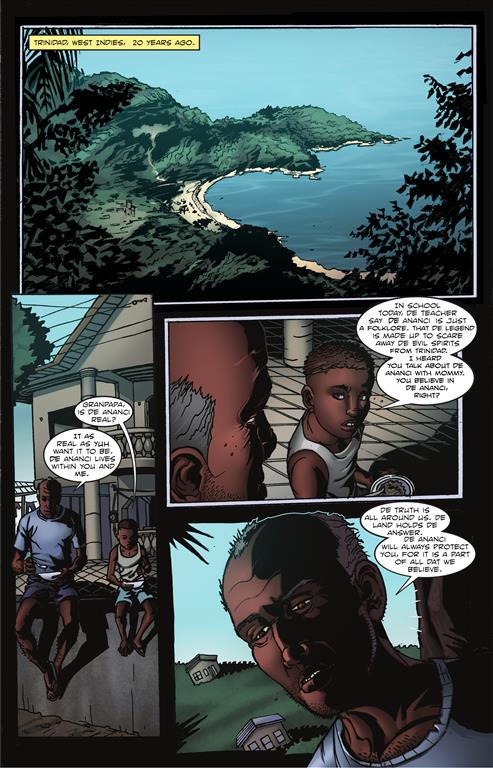 TRINIDAD, WEST INDIES, 20 YEARS AGO.
GRANPAPA,
IS DE ANANCI
REAL?
IT AS
REAL AS YUH
WANT IT TO BE.
DE ANANCI LIVES
WITHIN YOU AND
ME.
IN SCHOOL
TODAY, DE TEACHER
SAY DE ANANCI IS JUST
A FOLKLORE. THAT DE LEGEND
IS MADE UP TO SCARE
AWAY DE EVIL SPIRITS
FROM TRINIDAD.
I HEARD
YOU TALK ABOUT DE
ANANCI WITH MOMMY.
YOU BELIEVE IN
DE ANANCI,
RIGHT?
DE TRUTH IS
ALL AROUND US. DE
LAND HOLDS DE
ANSWER.
DE ANANCI
WILL ALWAYS PROTECT
YOU, FOR IT IS A PART
OF ALL DAT WE
BELIEVE.